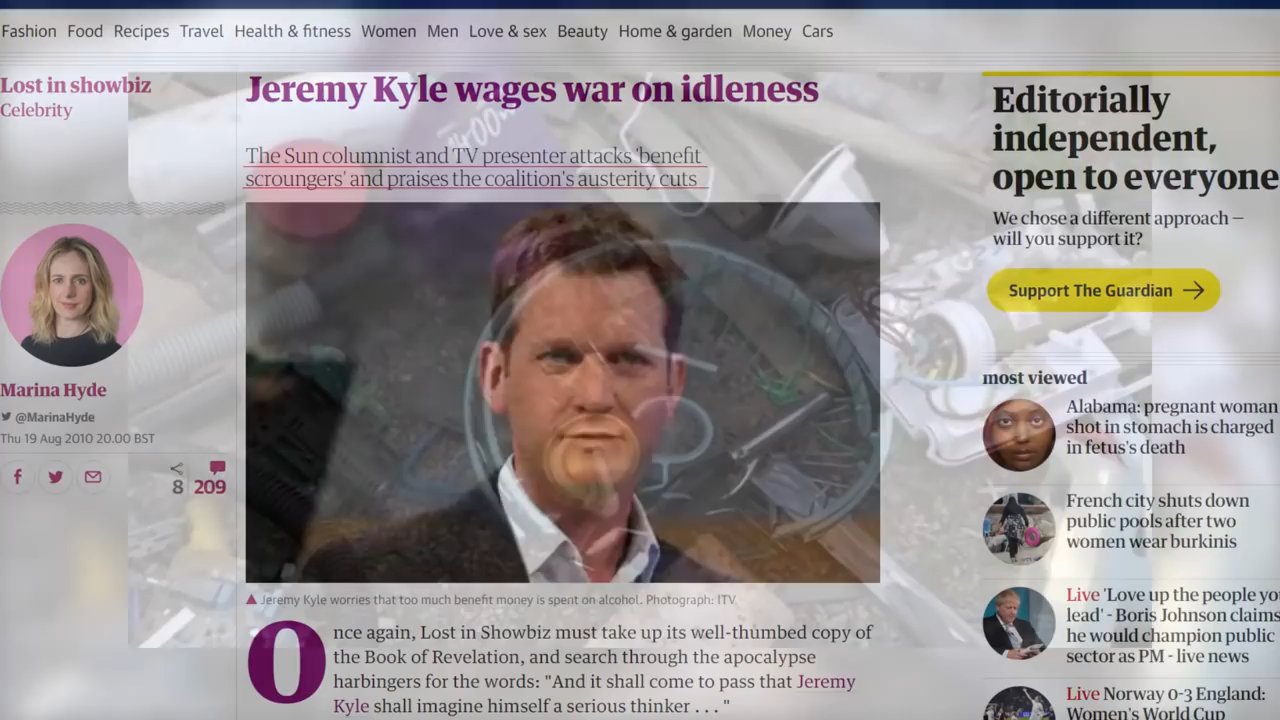 Fashion Food Recipes Travel Health & fitness Women Men Love & sex Beauty Home & garden Money Cars
Lost in showbiz
Celebrity
Jeremy Kyle wages war on idleness
The Sun columnist and TV presenter attacks 'benefit
scroungers' and praises the coalition's austerity cuts
Marina Hyde
@MarinaHyde
Thu 19 Aug 2010 20.00 BST
8 209
Jeremy Kyle worries that too much benefit money is spent on alcohol. Photograph: ITV
Once again, Lost in Showbiz must take up its well-thumbed copy of
the Book of Revelation, and search through the apocalypse
harbingers for the words: "And it shall come to pass that Jeremy
Kyle shall imagine himself a serious thinker . . . "
Editorially
independent,
open to everyone
We chose a different approach —
will you support it?
Support The Guardian
most viewed
Alabama: pregnant woman
shot in stomach is charged
in fetus's death
French city shuts down
public pools after two
women wear burkinis
Live 'Love up the people yo
lead' - Boris Johnson claims
he would champion public
sector as PM - live news
Live Norway 0-3 England:
Women's World Cup